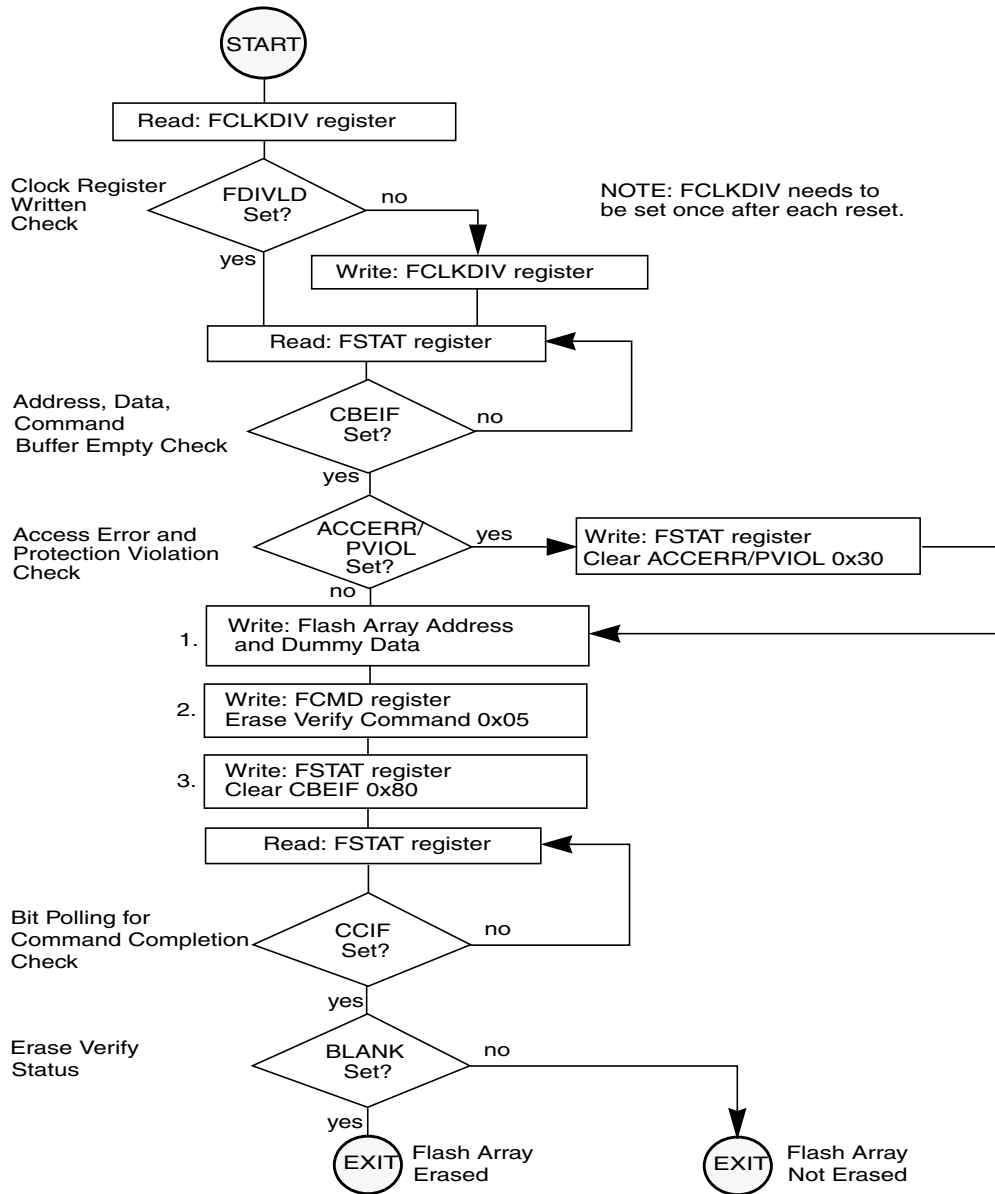 START
Read: FCLKDIV register
Clock Register
Written
Check
FDIVLD
Set?
no
NOTE: FCLKDIV needs to
be set once after each reset.
yes
Write: FCLKDIV register
Read: FSTAT register
Address, Data,
Command
Buffer Empty Check
CBEIF
Set?
no
yes
Access Error and
Protection Violation
Check
ACCERR/
PVIOL
Set?
yes
Write: FSTAT register
Clear ACCERR/PVIOL 0x30
no
1.
Write: Flash Array Address
and Dummy Data
2.
Write: FCMD register
Erase Verify Command 0x05
3.
Write: FSTAT register
Clear CBEIF 0x80
Read: FSTAT register
Bit Polling for
Command Completion
Check
CCIF
Set?
no
yes
Erase Verify
Status
BLANK
Set?
no
yes
EXIT
Flash Array
Erased
EXIT
Flash Array
Not Erased